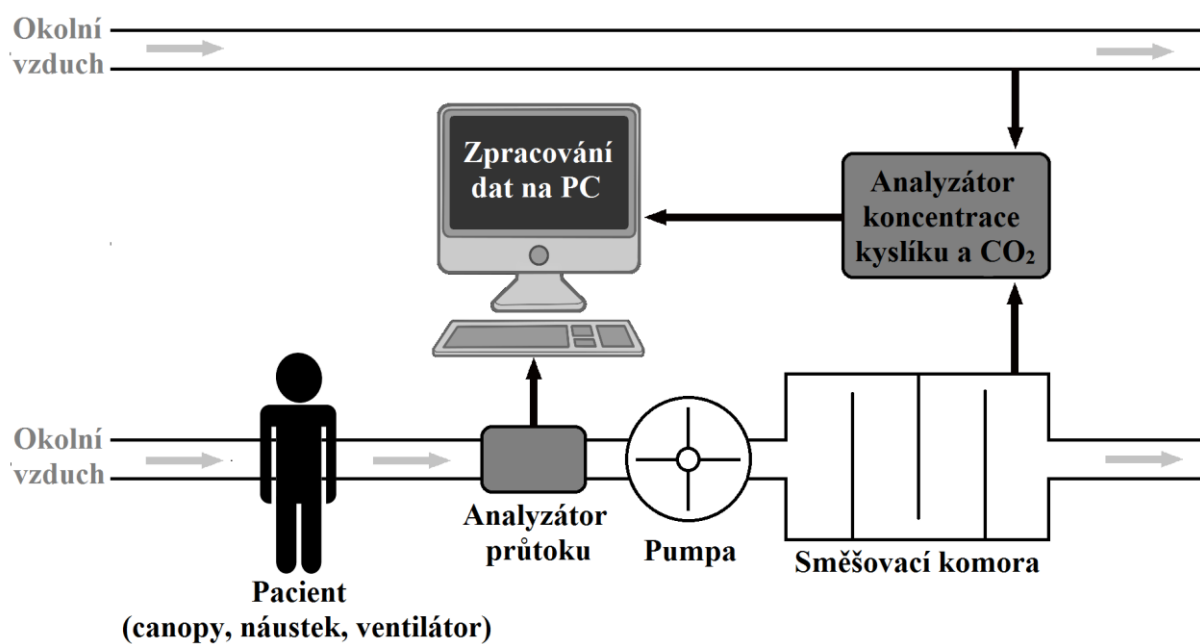 Okolní
vzduch
Zpracování
dat na PC
Analyzátor
koncentrace
kyslíku a CO₂
Okolní
vzduch
Analyzátor
průtoku
Pumpa
Směšovací komora
Pacient
(canopy, náustek, ventilátor)